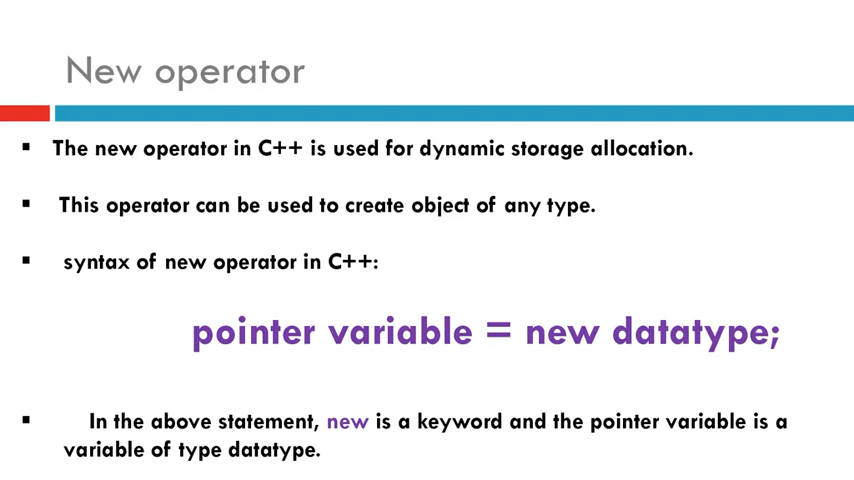 New operator
▪ The new operator in C++ is used for dynamic storage allocation.
▪ This operator can be used to create object of any type.
▪ syntax of new operator in C++:
pointer variable = new datatype;
▪ In the above statement, new is a keyword and the pointer variable is a
variable of type datatype.